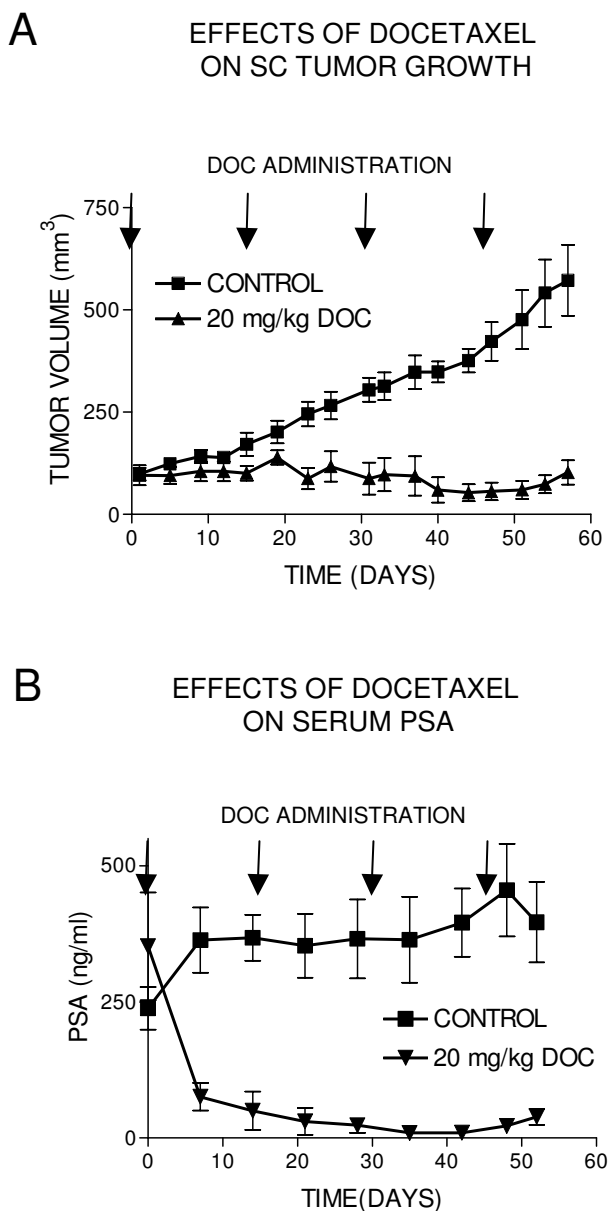 A
EFFECTS OF DOCETAXEL
ON SC TUMOR GROWTH
DOC ADMINISTRATION
750
500
250
0
TUMOR VOLUME (mm³)
CONTROL
20 mg/kg DOC
0 10 20 30 40 50 60
TIME (DAYS)
B
EFFECTS OF DOCETAXEL
ON SERUM PSA
DOC ADMINISTRATION
500
250
0
PSA (ng/ml)
CONTROL
20 mg/kg DOC
0 10 20 30 40 50 60
TIME(DAYS)